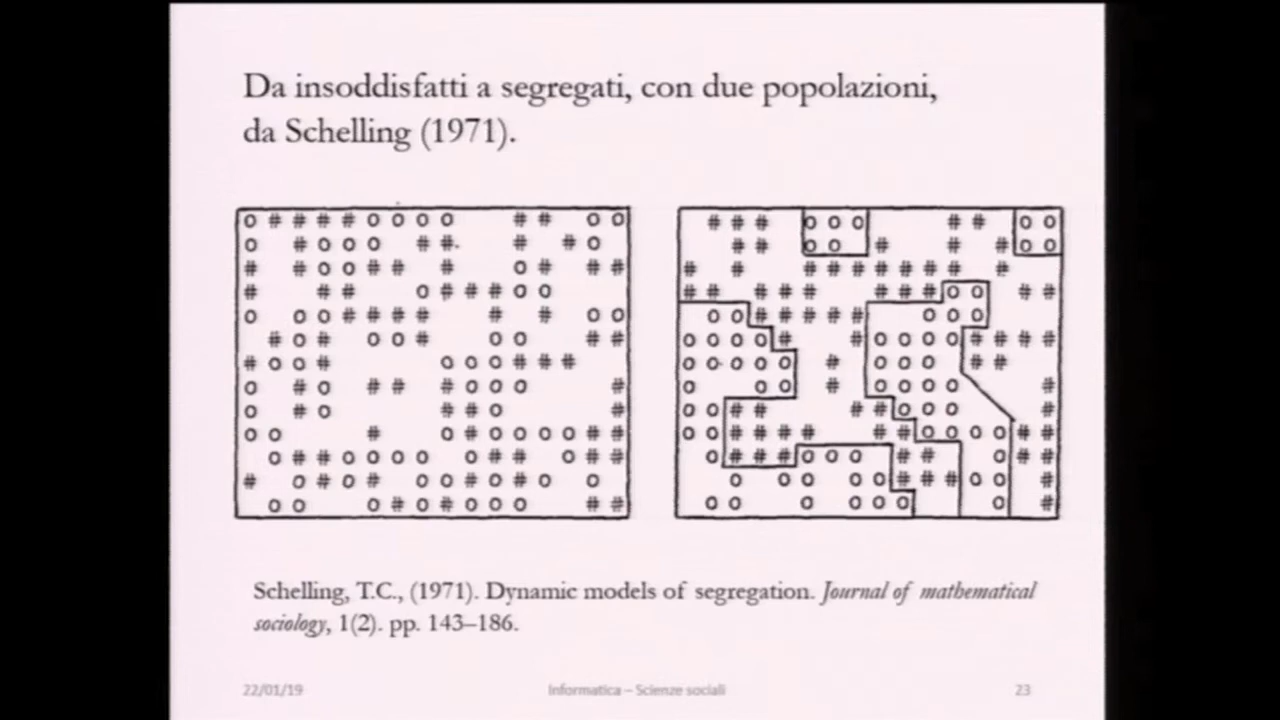 Da insoddisfatti a segregati, con due popolazioni,
da Schelling (1971).
Schelling, T.C., (1971). Dynamic models of segregation. Journal of mathematical
sociology, 1(2). pp. 143–186.
22/01/19
Informatica – Scienze sociali
23